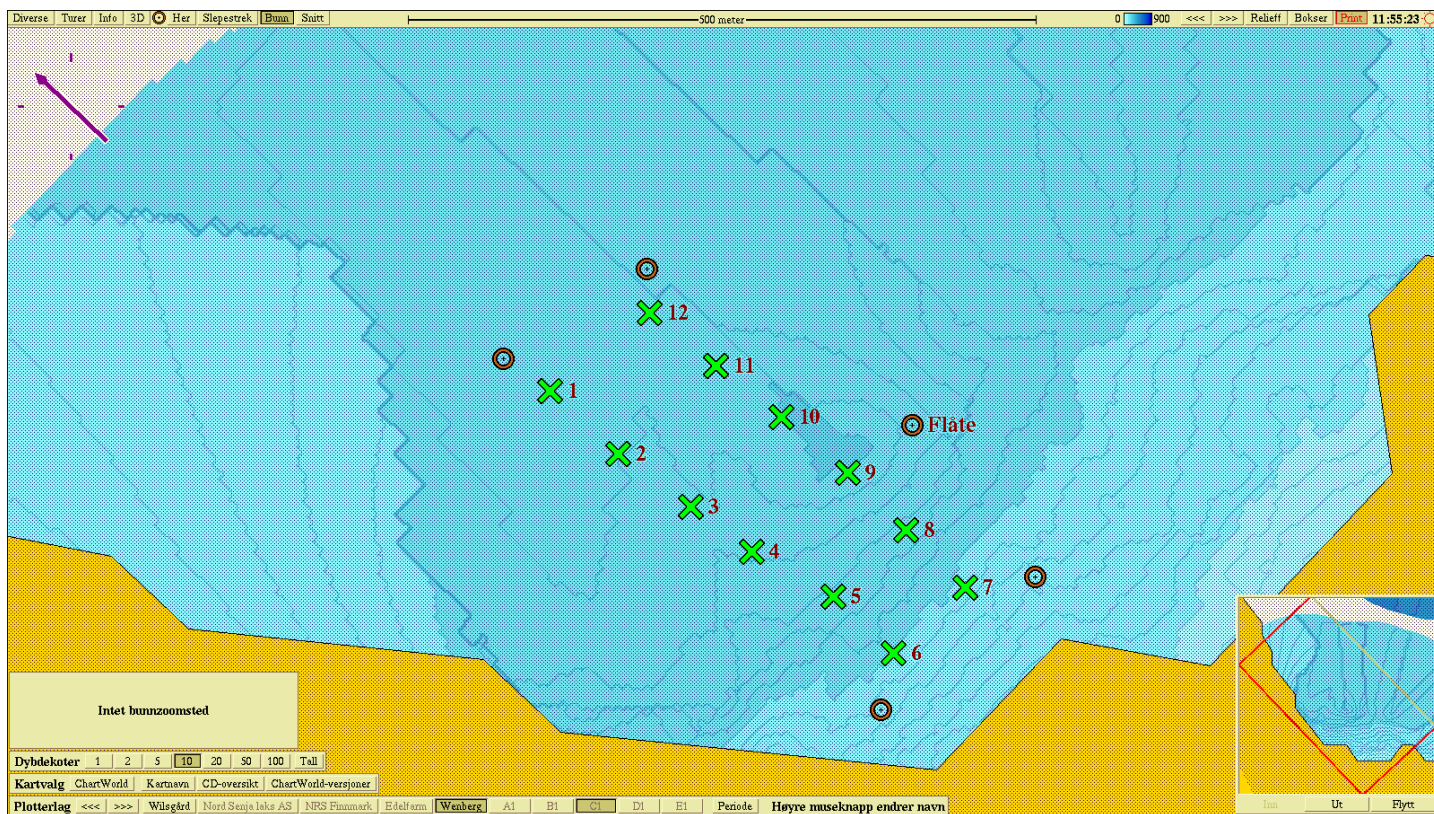 Diverse Turer Info 3D Her Slepestrek Bunn Snitt 500 meter 0 900 <<< >>> Relieff Bokser Print 11:55:23
12
11
1
10
Flåte
2
9
3
8
4
7
5
6
Intet bunnzoomsted
Dybdekoter 1 2 5 10 20 50 100 Tall
Kartvalg ChartWorld Kartnavn CD-oversikt ChartWorld-versjoner
Plotterlag <<< >>> Wilsgård Nord Senja laks AS NRS Finnmark Edelfarm Wenberg A1 B1 C1 D1 E1 Periode Høyre museknapp endrer navn
Inn Ut Flytt